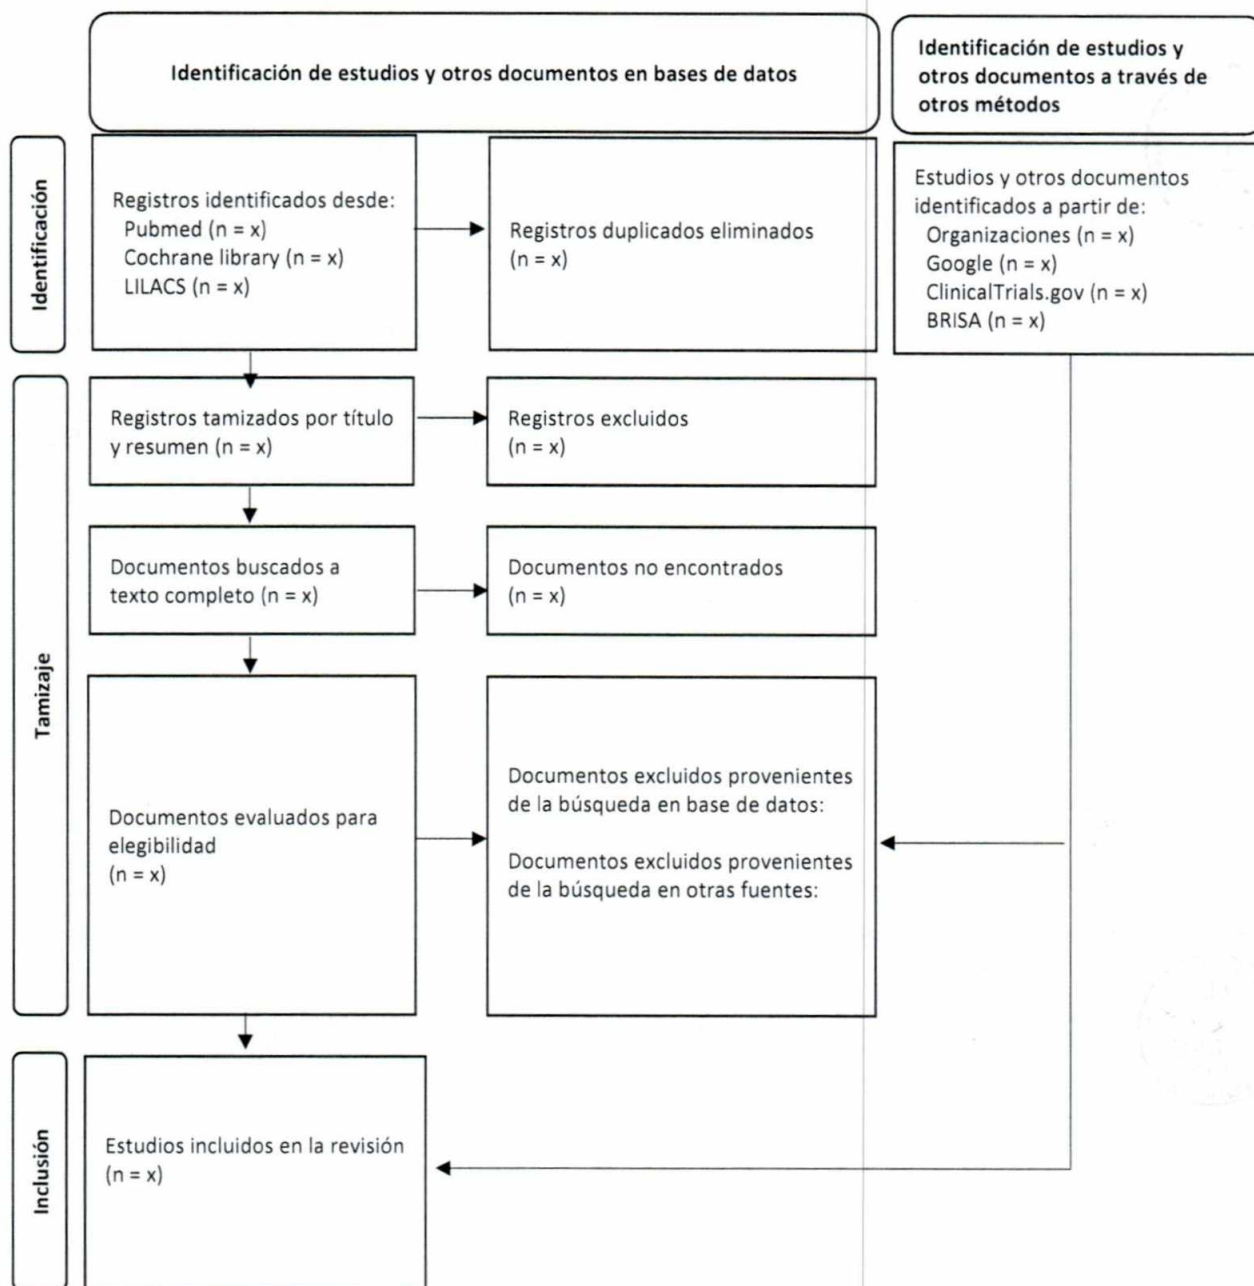 Identificación de estudios y otros documentos en bases de datos
Identificación de estudios y
otros documentos a través de
otros métodos
Identificación
Registros identificados desde:
Pubmed (n = x)
Cochrane library (n = x)
LILACS (n = x)
Registros duplicados eliminados
(n = x)
Estudios y otros documentos
identificados a partir de:
Organizaciones (n = x)
Google (n = x)
ClinicalTrials.gov (n = x)
BRISA (n = x)
Tamizaje
Registros tamizados por título
y resumen (n = x)
Registros excluidos
(n = x)
Documentos buscados a
texto completo (n = x)
Documentos no encontrados
(n = x)
Documentos evaluados para
elegibilidad
(n = x)
Documentos excluidos provenientes
de la búsqueda en base de datos:
Documentos excluidos provenientes
de la búsqueda en otras fuentes:
Inclusión
Estudios incluidos en la revisión
(n = x)